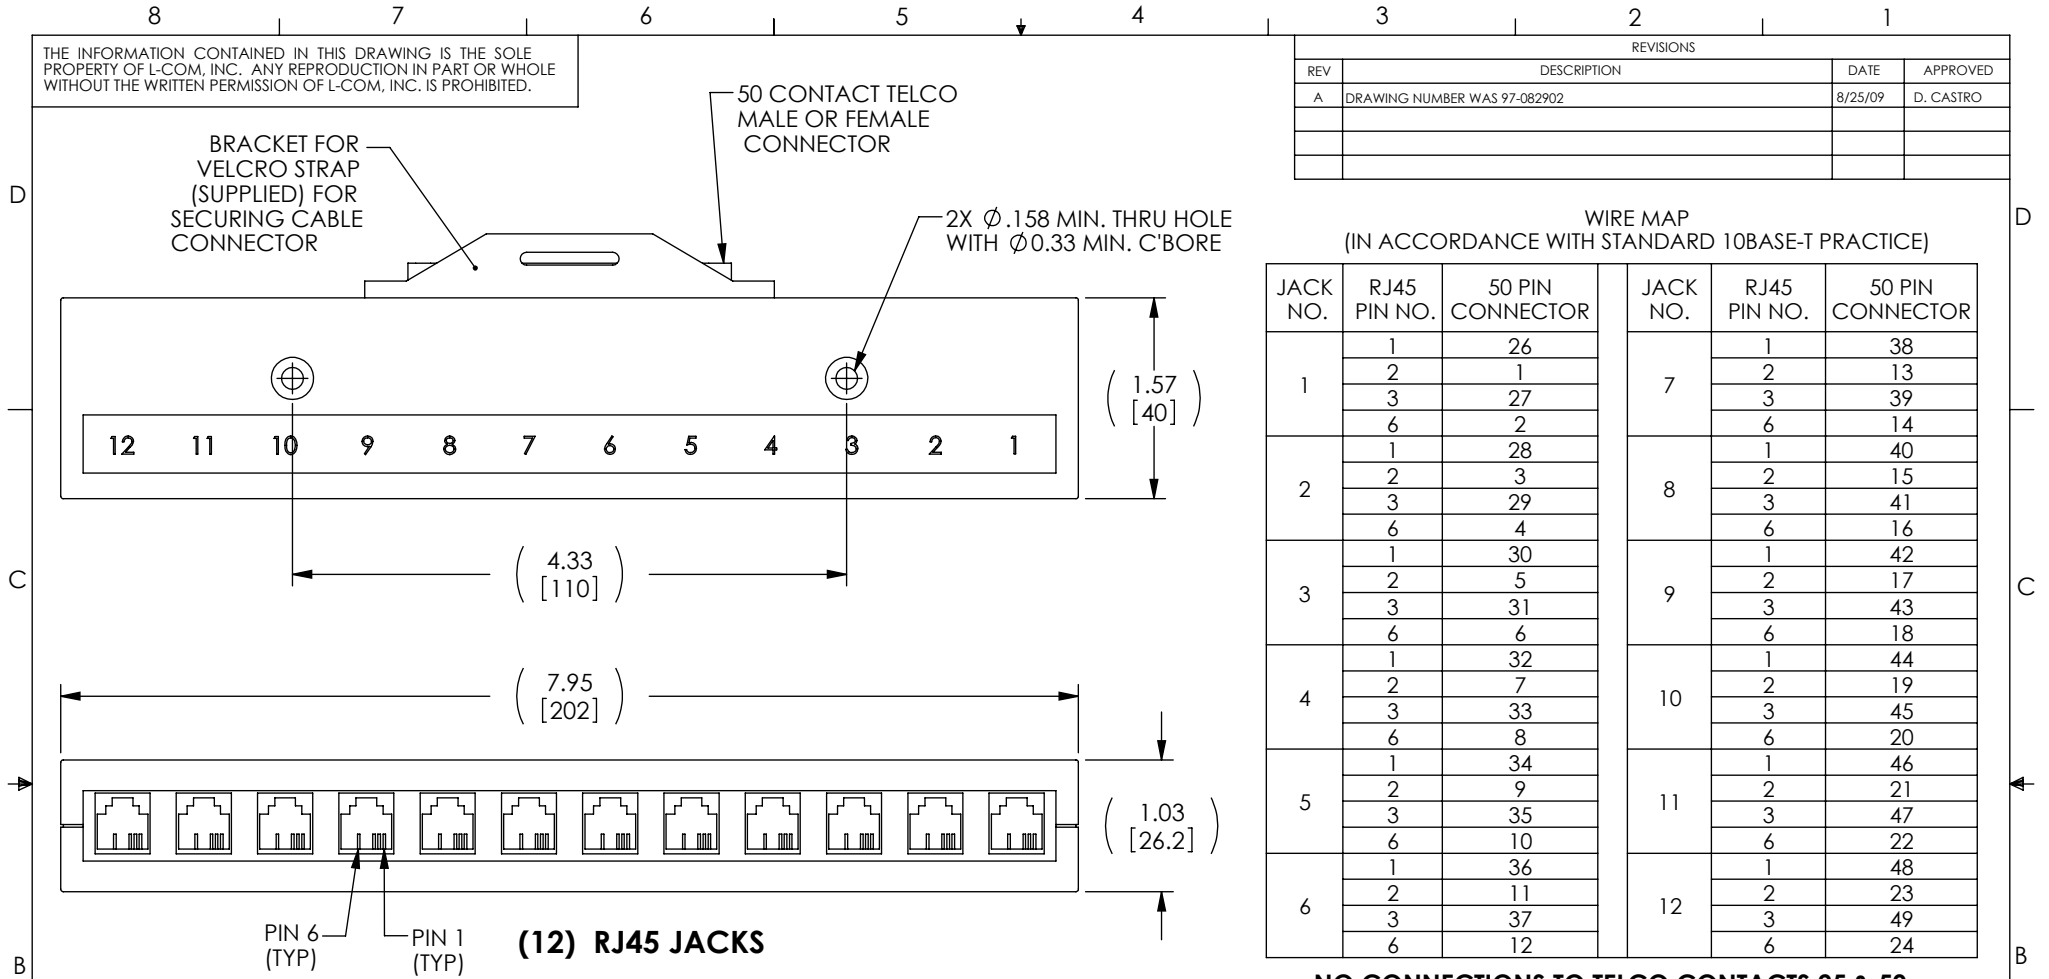 8 7 6 5 4 3 2 1
THE INFORMATION CONTAINED IN THIS DRAWING IS THE SOLE
PROPERTY OF L-COM, INC. ANY REPRODUCTION IN PART OR WHOLE
WITHOUT THE WRITTEN PERMISSION OF L-COM, INC. IS PROHIBITED.
REVISIONS
REV DESCRIPTION DATE APPROVED
A DRAWING NUMBER WAS 97-082902 8/25/09 D. CASTRO
50 CONTACT TELCO
MALE OR FEMALE
CONNECTOR
BRACKET FOR
VELCRO STRAP
(SUPPLIED) FOR
SECURING CABLE
CONNECTOR
2X Ø.158 MIN. THRU HOLE
WITH Ø0.33 MIN. C'BORE
D
D
(1.57
[40])
12 11 10 9 8 7 6 5 4 3 2 1
(4.33
[110])
C
C
(7.95
[202])
(1.03
[26.2])
PIN 6
(TYP)
PIN 1
(TYP)
(12) RJ45 JACKS
B
B
WIRE MAP
(IN ACCORDANCE WITH STANDARD 10BASE-T PRACTICE)
JACK RJ45 50 PIN JACK RJ45 50 PIN
NO. PIN NO. CONNECTOR NO. PIN NO. CONNECTOR
1 26 1 38
2 1 2 13
1 7
3 27 3 39
6 2 6 14
1 28 1 40
2 3 2 15
2 8
3 29 3 41
6 4 6 16
1 30 1 42
2 5 2 17
3 9
3 31 3 43
6 6 6 18
1 32 1 44
2 7 2 19
4 10
3 33 3 45
6 8 6 20
1 34 1 46
2 9 2 21
5 11
3 35 3 47
6 10 6 22
1 36 1 48
2 11 2 23
6 12
3 37 3 49
6 12 6 24
NO CONNECTIONS TO TELCO CONTACTS 25 & 50